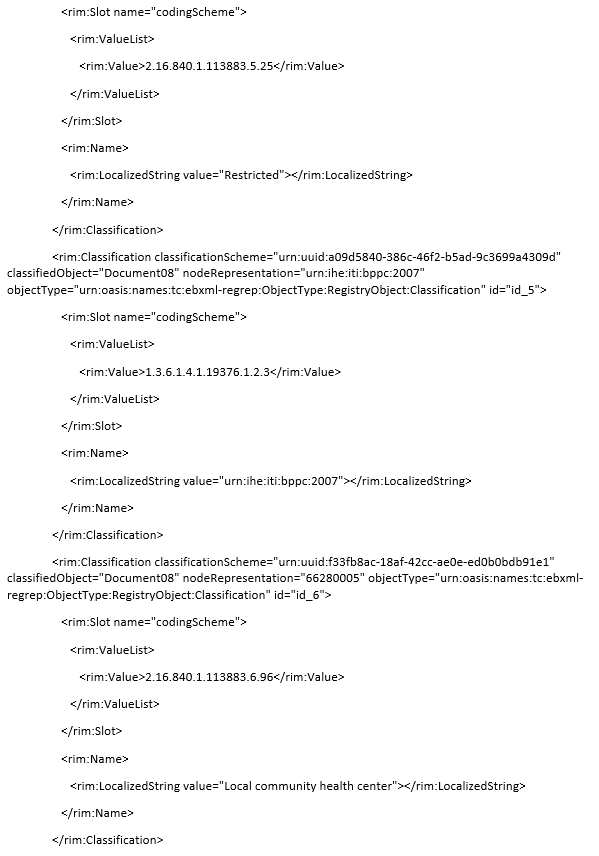 <rim:Slot name="codingScheme">
<rim:ValueList>
<rim:Value>2.16.840.1.113883.5.25</rim:Value>
</rim:ValueList>
</rim:Slot>
<rim:Name>
<rim:LocalizedString value="Restricted"></rim:LocalizedString>
</rim:Name>
</rim:Classification>
<rim:Classification classificationScheme="urn:uuid:a09d5840-386c-46f2-b5ad-9c3699a4309d"
classifiedObject="Document08" nodeRepresentation="urn:ihe:iti:bppc:2007"
objectType="urn:oasis:names:tc:ebxml-regrep:ObjectType:RegistryObject:Classification" id="id_5">
<rim:Slot name="codingScheme">
<rim:ValueList>
<rim:Value>1.3.6.1.4.1.19376.1.2.3</rim:Value>
</rim:ValueList>
</rim:Slot>
<rim:Name>
<rim:LocalizedString value="urn:ihe:iti:bppc:2007"></rim:LocalizedString>
</rim:Name>
</rim:Classification>
<rim:Classification classificationScheme="urn:uuid:f33fb8ac-18af-42cc-ae0e-ed0b0bdb91e1"
classifiedObject="Document08" nodeRepresentation="66280005" objectType="urn:oasis:names:tc:ebxml-
regrep:ObjectType:RegistryObject:Classification" id="id_6">
<rim:Slot name="codingScheme">
<rim:ValueList>
<rim:Value>2.16.840.1.113883.6.96</rim:Value>
</rim:ValueList>
</rim:Slot>
<rim:Name>
<rim:LocalizedString value="Local community health center"></rim:LocalizedString>
</rim:Name>
</rim:Classification>